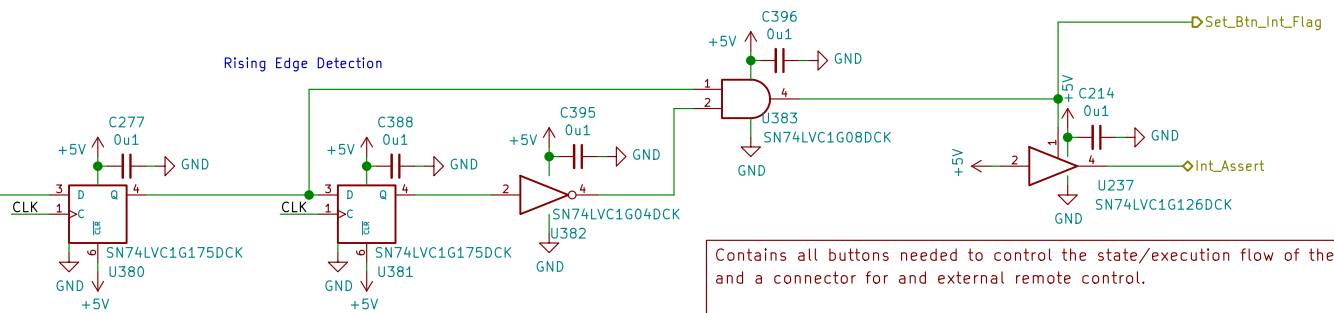 C396
0u1
+5V
GND
Set_Btn_Int_Flag
Rising Edge Detection
1
2
4
U383
SN74LVC1G08DCK
GND
+5V
C214
0u1
GND
C277
0u1
+5V
GND
C388
0u1
+5V
GND
C395
0u1
+5V
GND
1
+5V
2
4
Int_Assert
U237
SN74LVC1G126DCK
GND
3
D
Q
4
CLK
1
C
CLR
6
SN74LVC1G175DCK
U380
GND
+5V
3
D
Q
4
CLK
1
C
CLR
6
SN74LVC1G175DCK
U381
GND
+5V
2
4
SN74LVC1G04DCK
U382
GND
Contains all buttons needed to control the state/execution flow of the
and a connector for and external remote control.